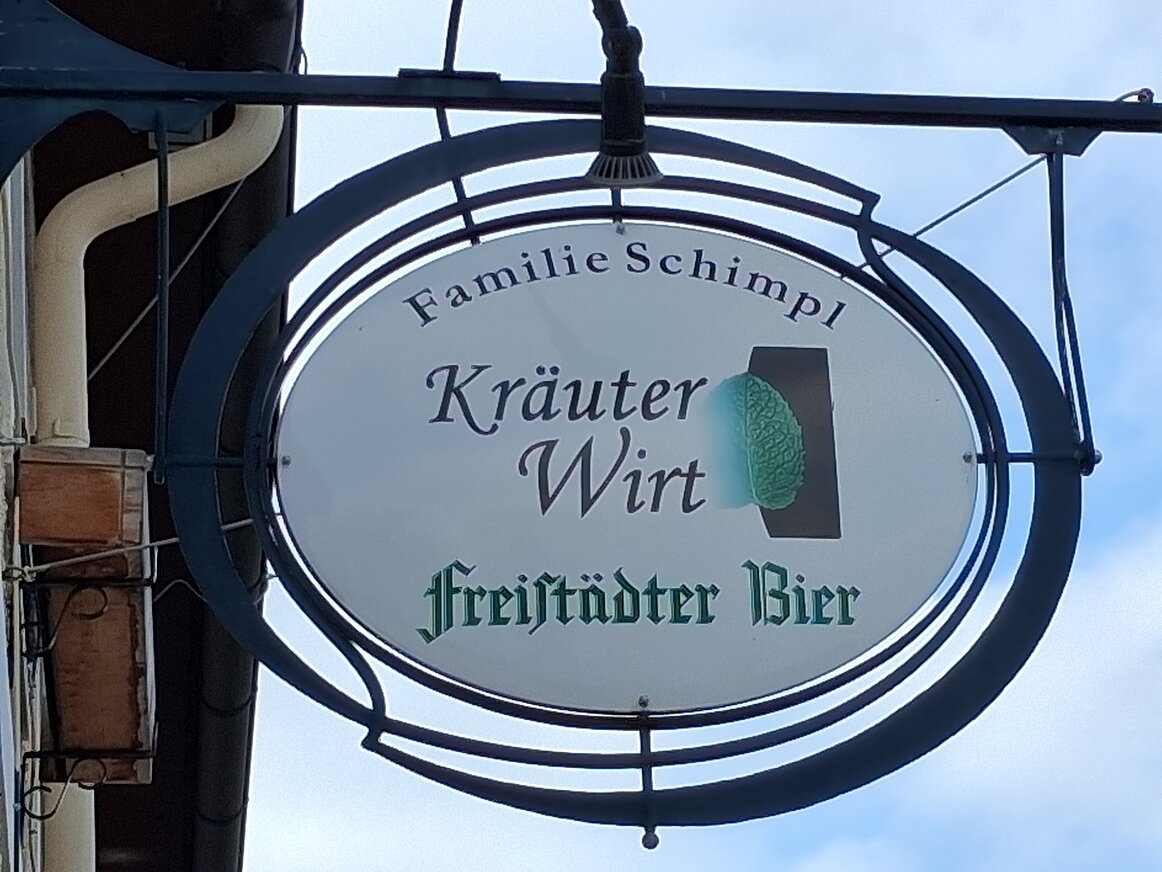 Familie Schimpl
Kräuter
Wirt
Freiſtädter Bier